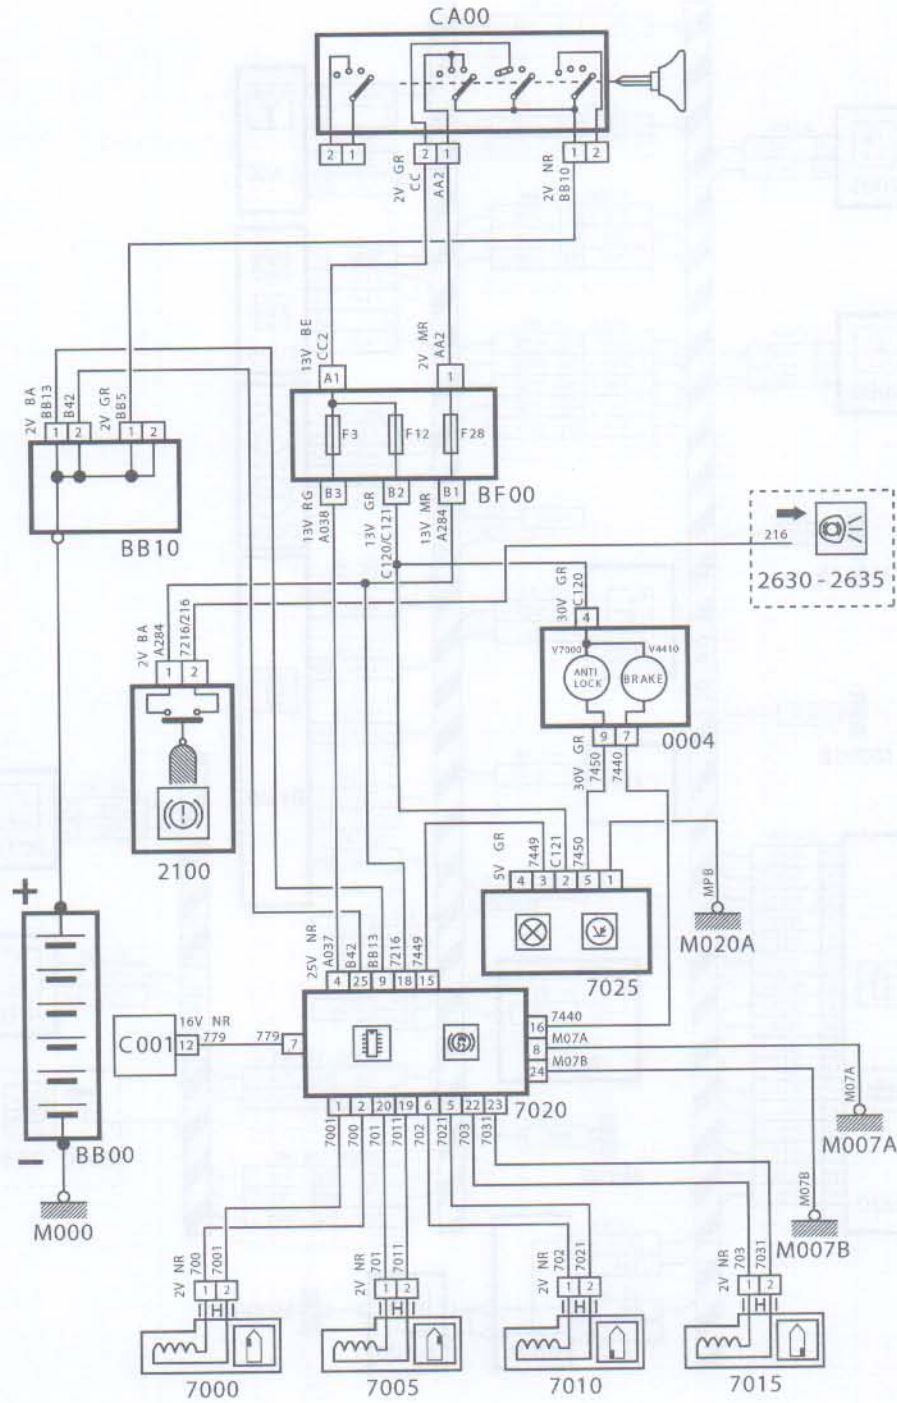 CA00
2 1
2 1
1 2
2V GR
CC
AA2
2V NR
BB10
13V BE
CC2
2V MR
AA2
A1
1
F3
F12
F28
BF00
B3
B2
B1
13V RG
A038
13V GR
C120/C121
13V MR
A284
2V BA
BB13
B42
2V GR
BB5
1 2
1 2
BB10
216
2630 - 2635
30V GR
C120
4
V7000
V4410
ANTI
LOCK
BRAKE
0004
9 7
30V GR
7450
7440
2V BA
A284
7216/216
1 2
2100
5V GR
7449
C121
7450
4 3 2 5 1
7025
MPB
M020A
+
BB00
−
M000
25V NR
A037
B42
BB13
7216
7449
4 25 9 18 15
C001
16V NR
12
779
779
7
16
7440
8
M07A
24
M07B
7020
1 2 20 19 6 5 22 23
7001
700
701
7011
702
7021
703
7031
M07A
M007A
M07B
M007B
2V NR
700
7001
1 2
H
7000
2V NR
701
7011
1 2
H
7005
2V NR
702
7021
1 2
H
7010
2V NR
703
7031
1 2
H
7015